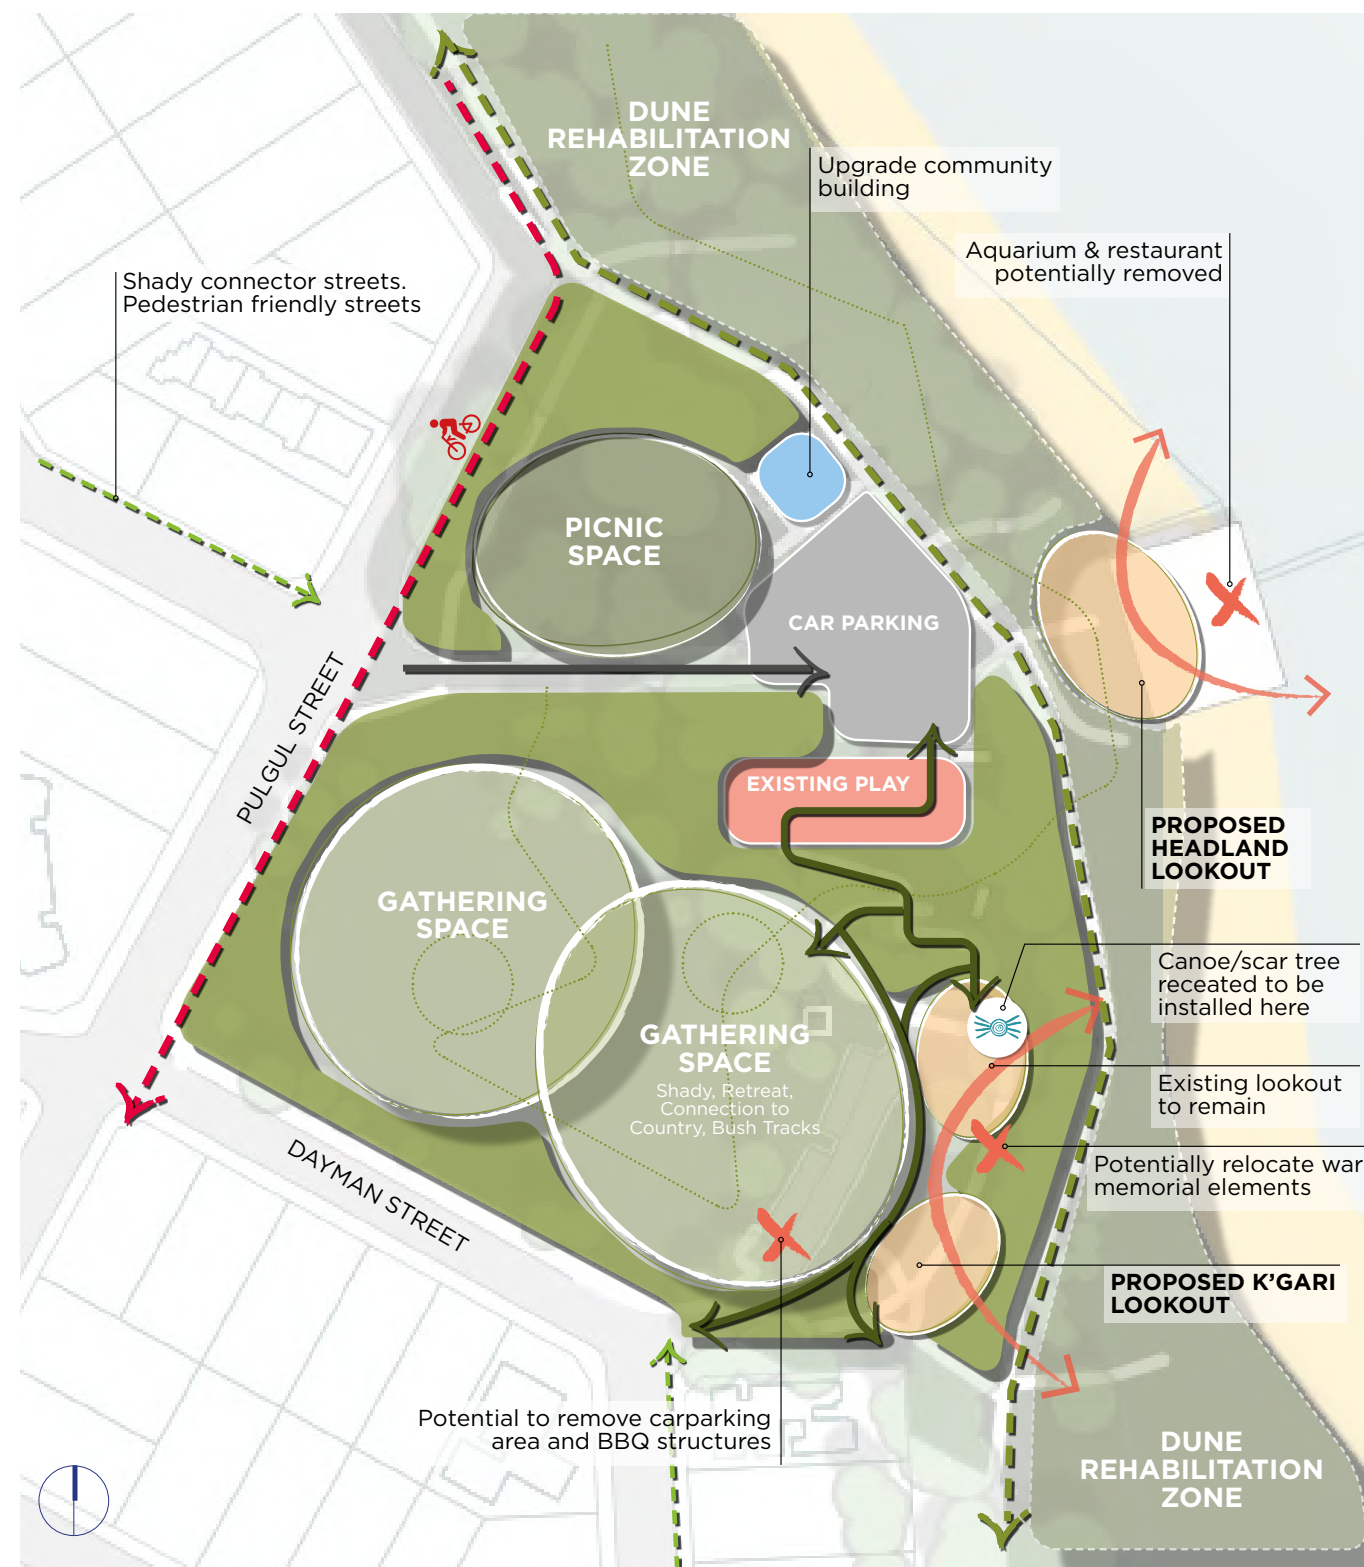 DUNE
REHABILITATION
ZONE
Upgrade community
building
Aquarium & restaurant
potentially removed
Shady connector streets.
Pedestrian friendly streets
PICNIC
SPACE
CAR PARKING
PULGUL STREET
EXISTING PLAY
PROPOSED
HEADLAND
LOOKOUT
GATHERING
SPACE
Canoe/scar tree
receated to be
installed here
GATHERING
SPACE
Shady, Retreat,
Connection to
Country, Bush Tracks
Existing lookout
to remain
Potentially relocate war
memorial elements
DAYMAN STREET
PROPOSED K'GARI
LOOKOUT
Potential to remove carparking
area and BBQ structures
DUNE
REHABILITATION
ZONE